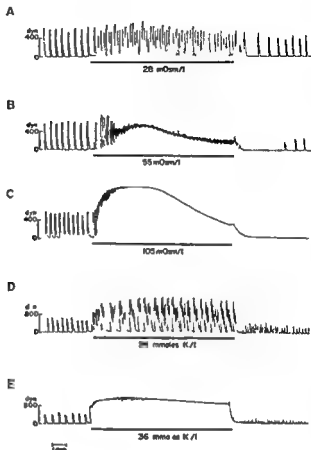 A
dyn
400
0
28 mOsm/l
B
dyn
400
0
55 mOsm/l
C
dyn
400
0
105 mOsm/l
D
800
0
mmoles K/l
E
dyn
800
0
36 K/l